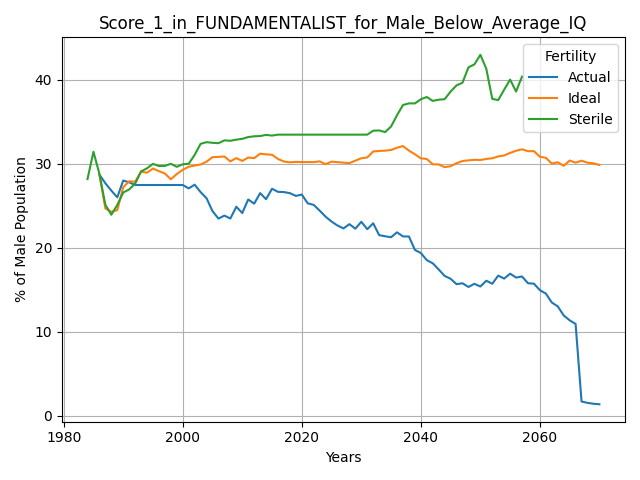 Score_1_in_FUNDAMENTALIST_for_Male_Below_Average_IQ
Fertility
Actual
Ideal
Sterile
% of Male Population
40
30
20
10
0
1980
2000
2020
2040
2060
Years